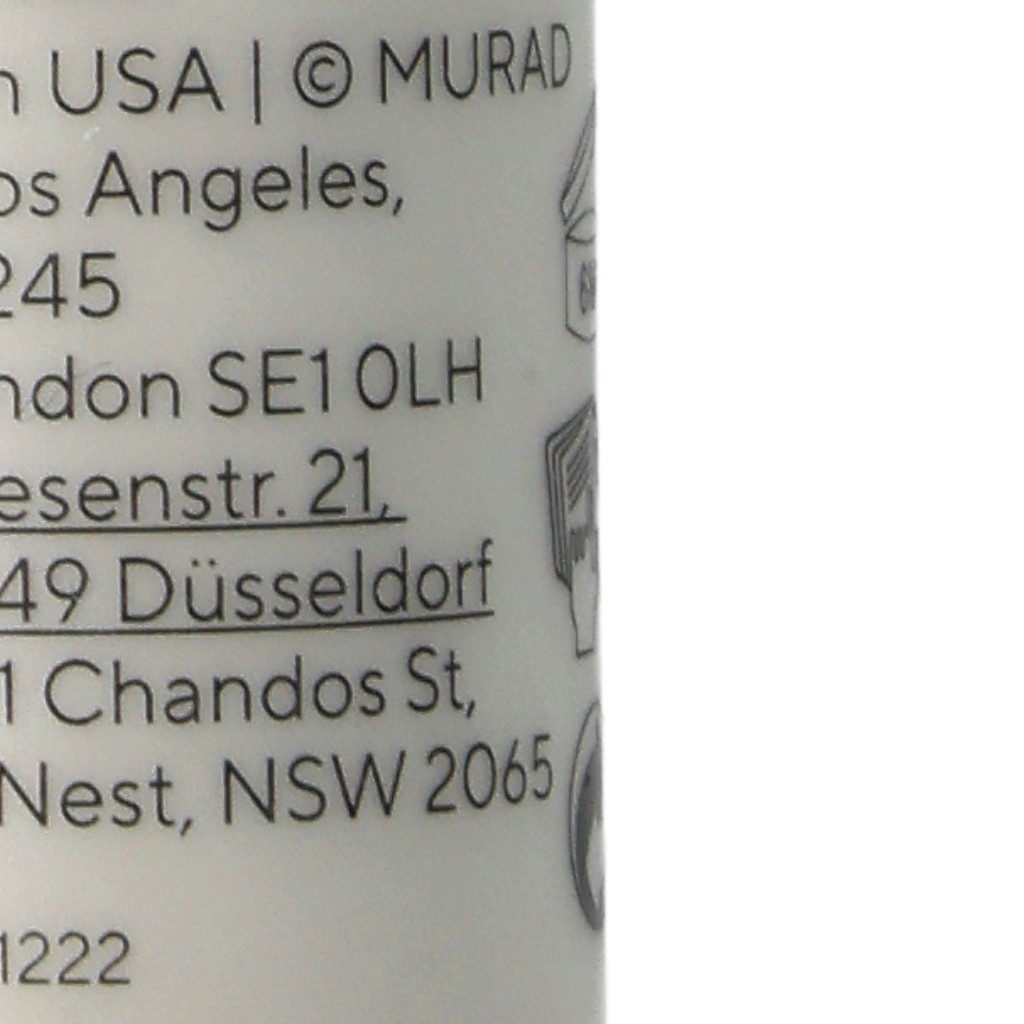 n USA | © MURAD
os Angeles,
245
ndon SE1 0LH
esenstr. 21,
49 Düsseldorf
1 Chandos St,
Nest, NSW 2065
1222